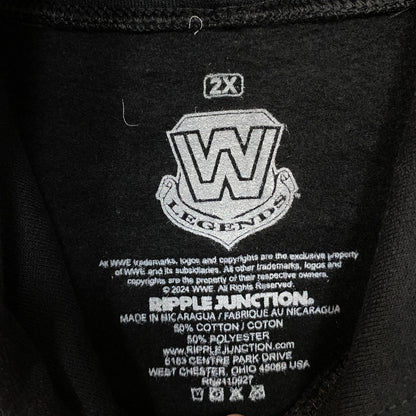 2X
W
LEGENDS
All WWE trademarks, logos and copyrights are the exclusive property
of WWE and its subsidiaries. All other trademarks, logos and
copyrights are the property of their respective owners.
© 2024 WWE. All Rights Reserved.
RIPPLE JUNCTION.
MADE IN NICARAGUA / FABRIQUE AU NICARAGUA
50% COTTON / COTON
50% POLYESTER
www.RIPPLEJUNCTION.com
6183 CENTRE PARK DRIVE
WEST CHESTER, OHIO 45069 USA
RN#110927